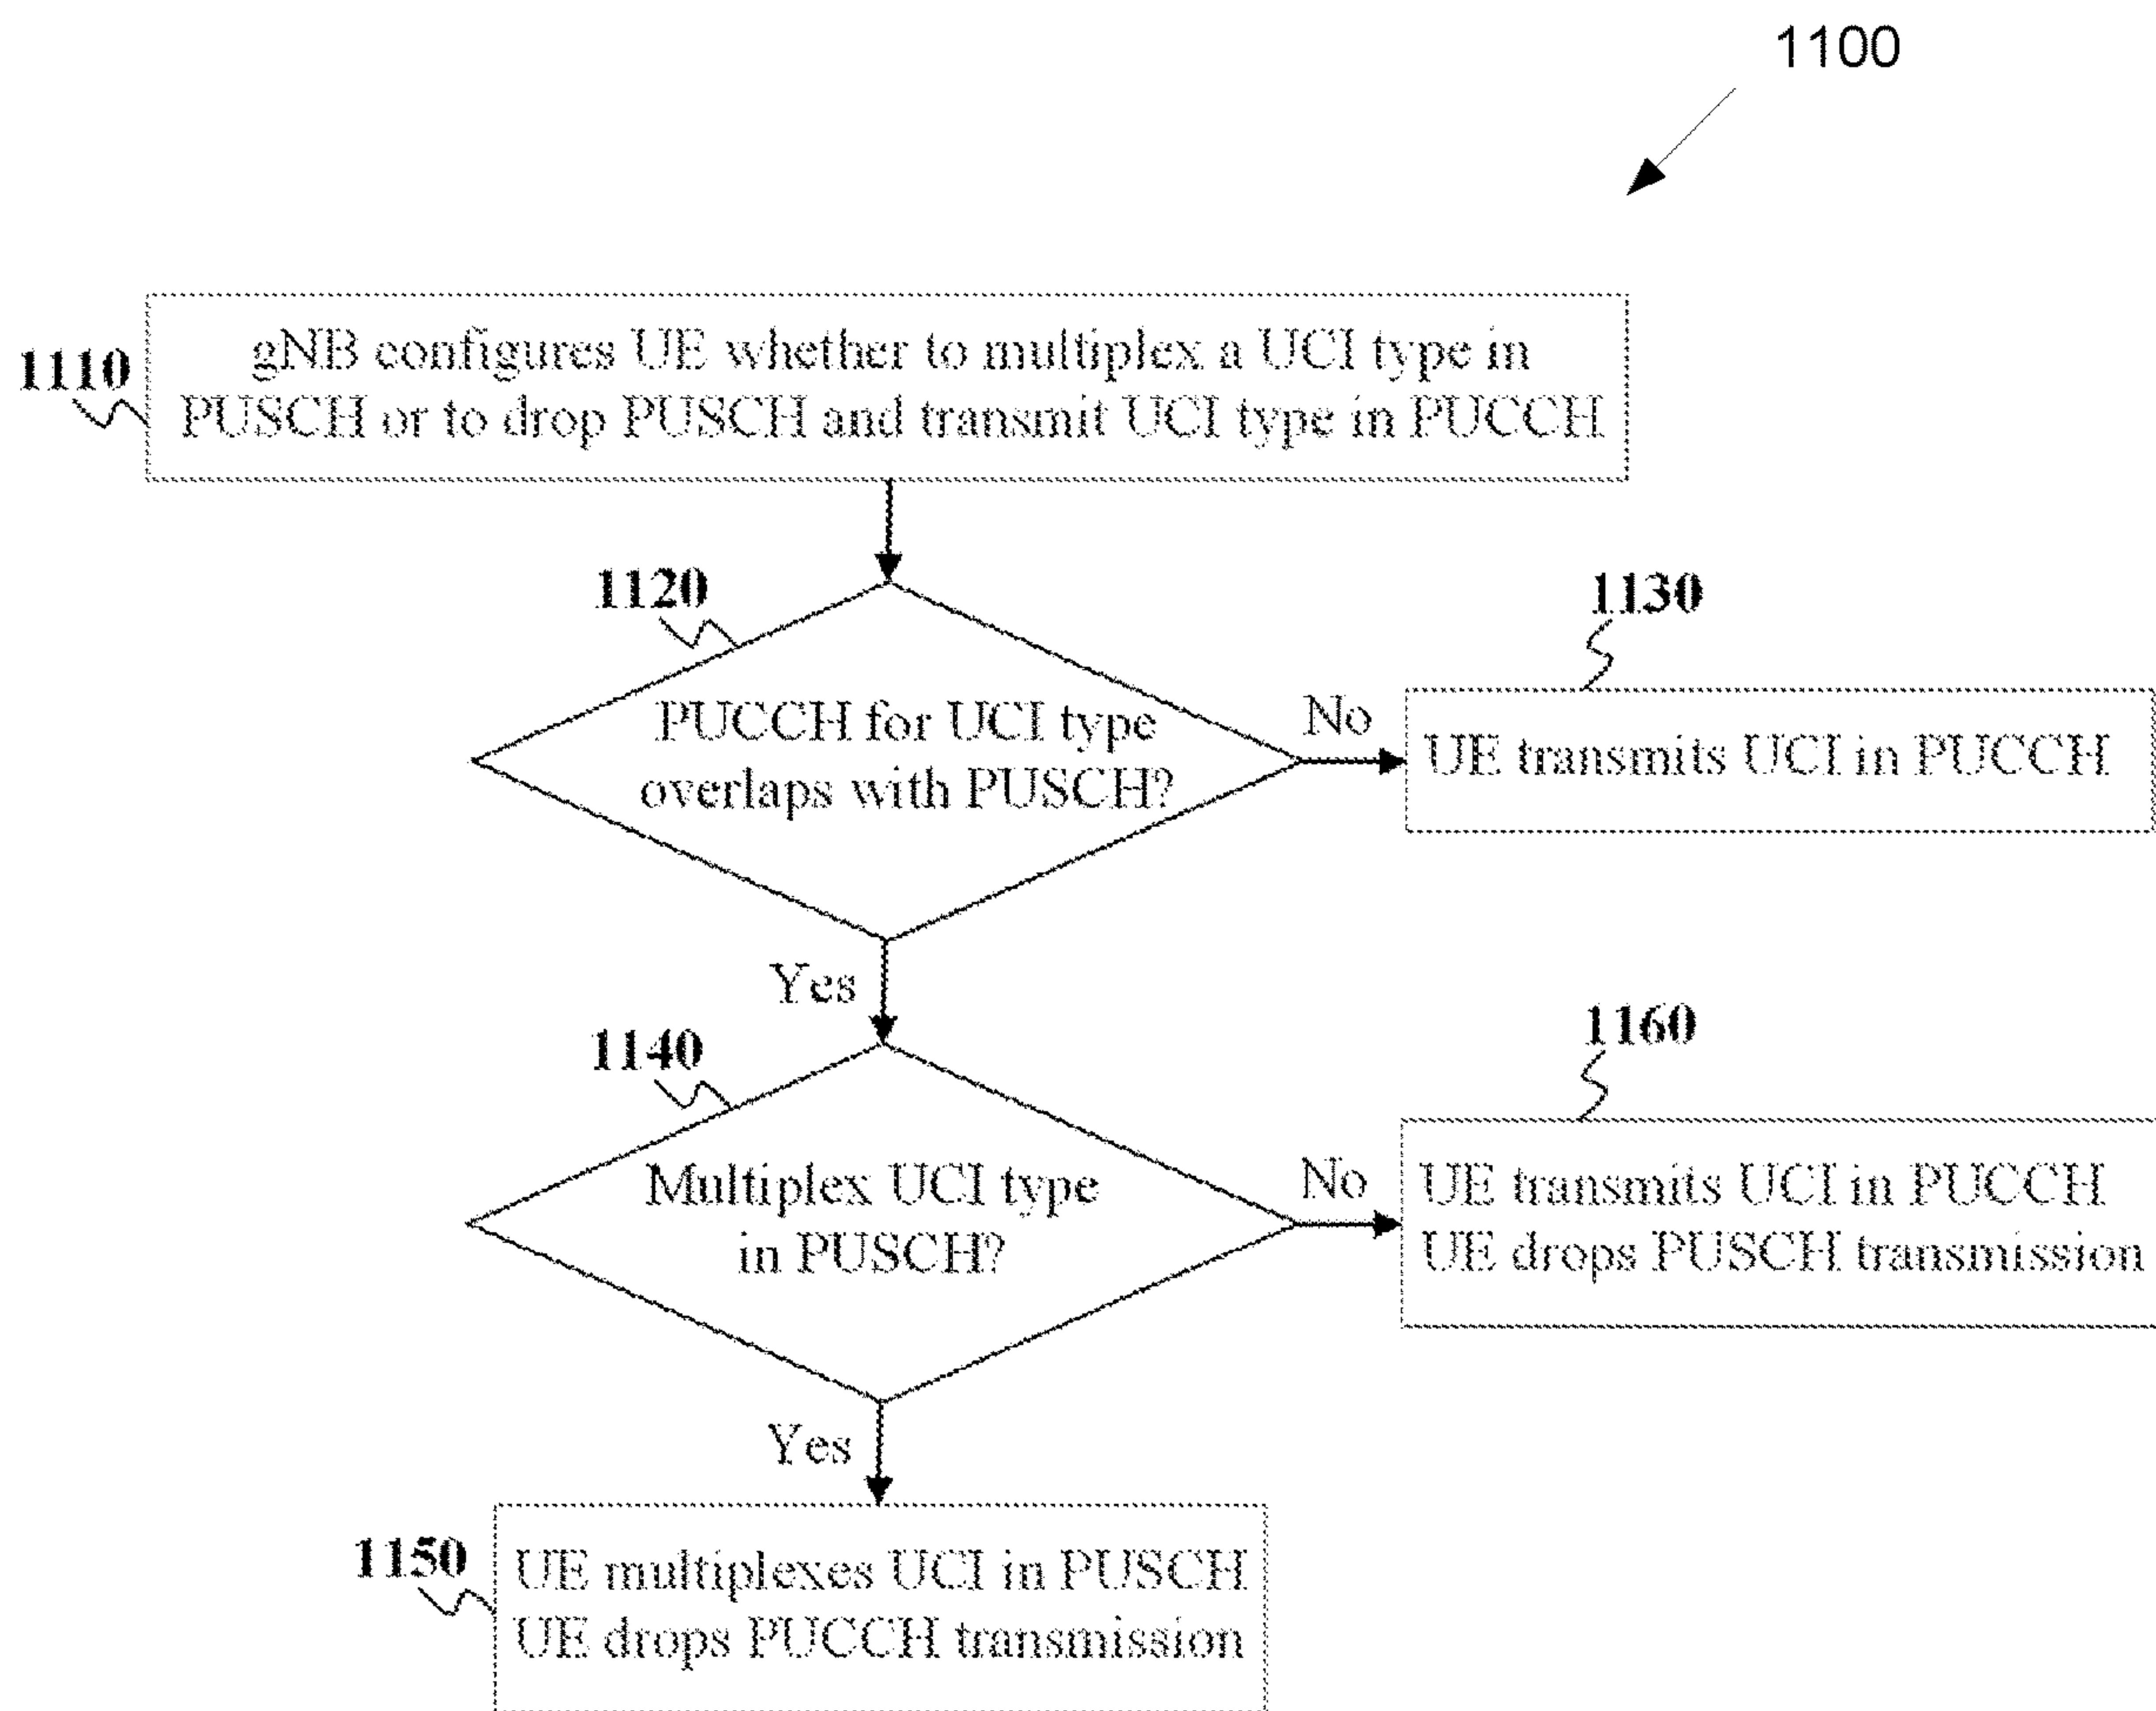 1100
1110
gNB configures UE whether to multiplex a UCI type in
PUSCH or to drop PUSCH and transmit UCI type in PUCCH
1120
PUCCH for UCI type
overlaps with PUSCH?
No
1130
UE transmits UCI in PUCCH
Yes
1140
Multiplex UCI type
in PUSCH?
No
1160
UE transmits UCI in PUCCH
UE drops PUSCH transmission
Yes
1150
UE multiplexes UCI in PUSCH
UE drops PUCCH transmission